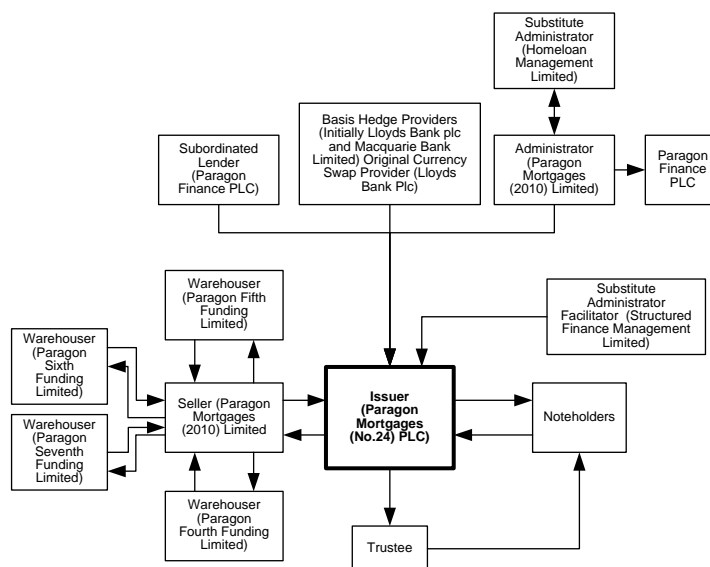 Substitute
Administrator
(Homeloan
Management
Limited)
Basis Hedge Providers
(Initially Lloyds Bank plc
and Macquarie Bank
Limited) Original Currency
Swap Provider (Lloyds
Bank Plc)
Subordinated
Lender
(Paragon
Finance PLC)
Administrator
(Paragon
Mortgages
(2010) Limited)
Paragon
Finance
PLC
Warehouser
(Paragon Fifth
Funding
Limited)
Substitute
Administrator
Facilitator (Structured
Finance Management
Limited)
Warehouser
(Paragon
Sixth
Funding
Limited)
Seller (Paragon
Mortgages
(2010) Limited
Issuer
(Paragon
Mortgages
(No.24) PLC)
Noteholders
Warehouser
(Paragon
Seventh
Funding
Limited)
Warehouser
(Paragon
Fourth Funding
Limited)
Trustee